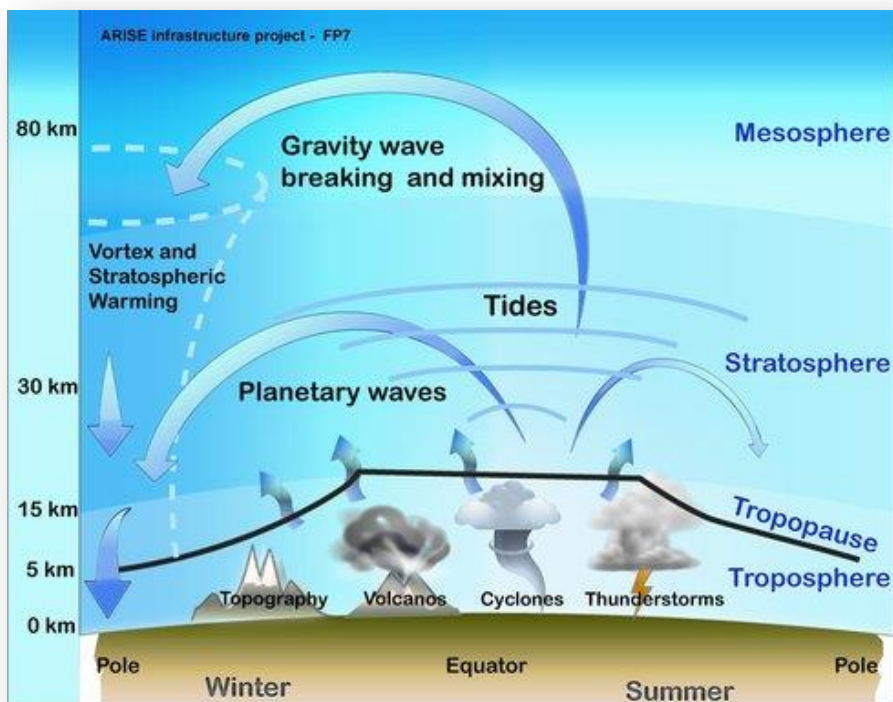 ARISE infrastructure project - FP7
80 km
Mesosphere
Gravity wave
breaking and mixing
Vortex and
Stratospheric
Warming
Tides
Stratosphere
30 km
Planetary waves
15 km
Tropopause
5 km
Troposphere
Topography
Volcanos
Cyclones
Thunderstorms
0 km
Pole
Equator
Pole
Winter
Summer